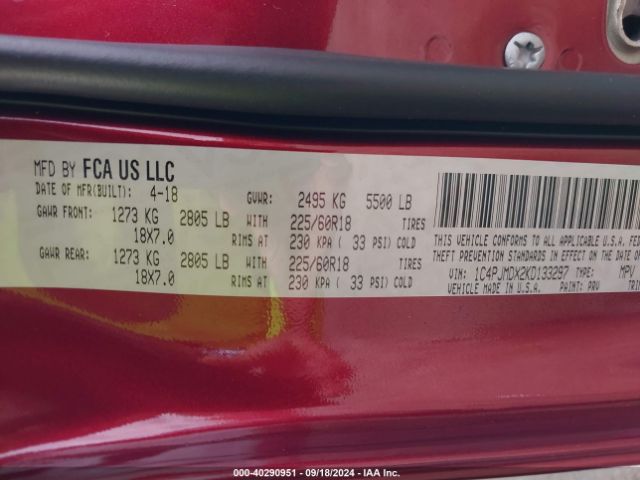 MFD BY FCA US LLC
DATE OF MFR(BUILT): 4-18 GVWR: 2495 KG 5500 LB
GAWR FRONT: 1273 KG 2805 LB WITH 225/60R18 TIRES
18X7.0 RIMS AT 230 KPA ( 33 PSI) COLD
GAWR REAR: 1273 KG 2805 LB WITH 225/60R18 TIRES
18X7.0 RIMS AT 230 KPA ( 33 PSI) COLD
THIS VEHICLE CONFORMS TO ALL APPLICABLE U.S.A. FEDE
THEFT PREVENTION STANDARDS IN EFFECT ON THE DATE OF
VIN: 1C4PJMDX2KD133297 TYPE: MPV
VEHICLE MADE IN U.S.A. PAINT: PRV TRIM
000-40290951 - 09/18/2024 - IAA Inc.